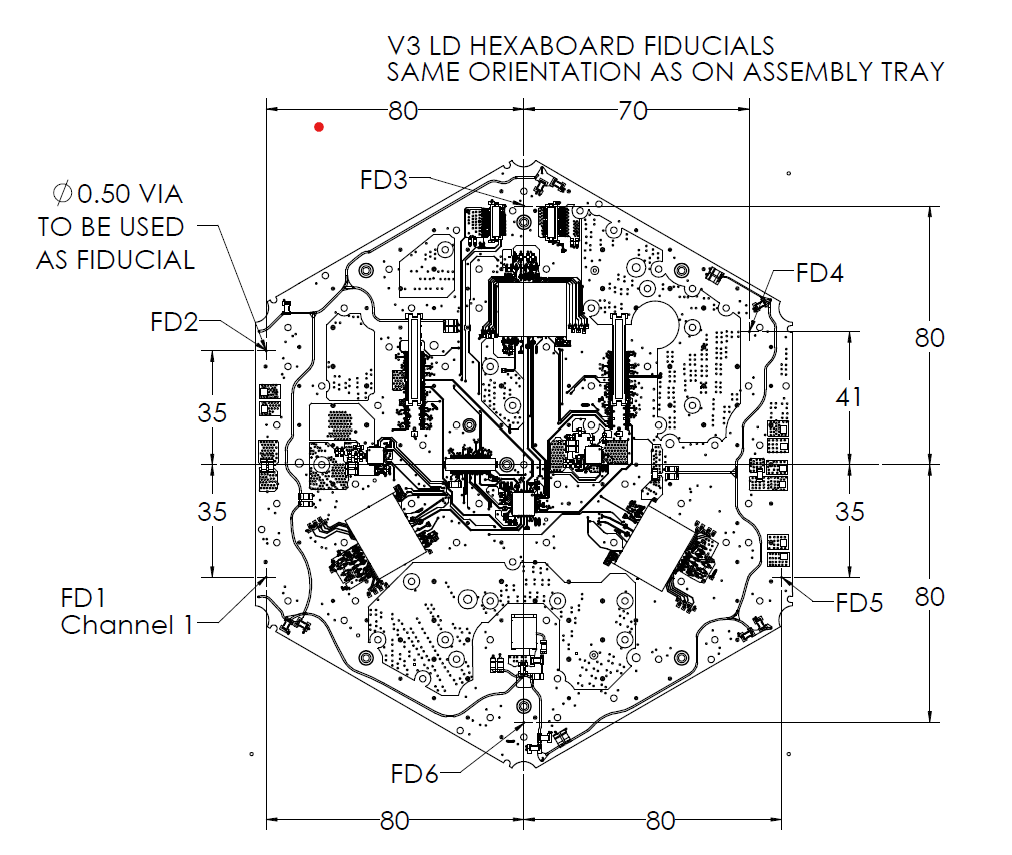 V3 LD HEXABOARD FIDUCIALS
SAME ORIENTATION AS ON ASSEMBLY TRAY
80
70
FD3
∅0.50 VIA
TO BE USED
AS FIDUCIAL
FD4
FD2
80
35
41
35
35
FD1
Channel 1
FD5
80
FD6
80
80